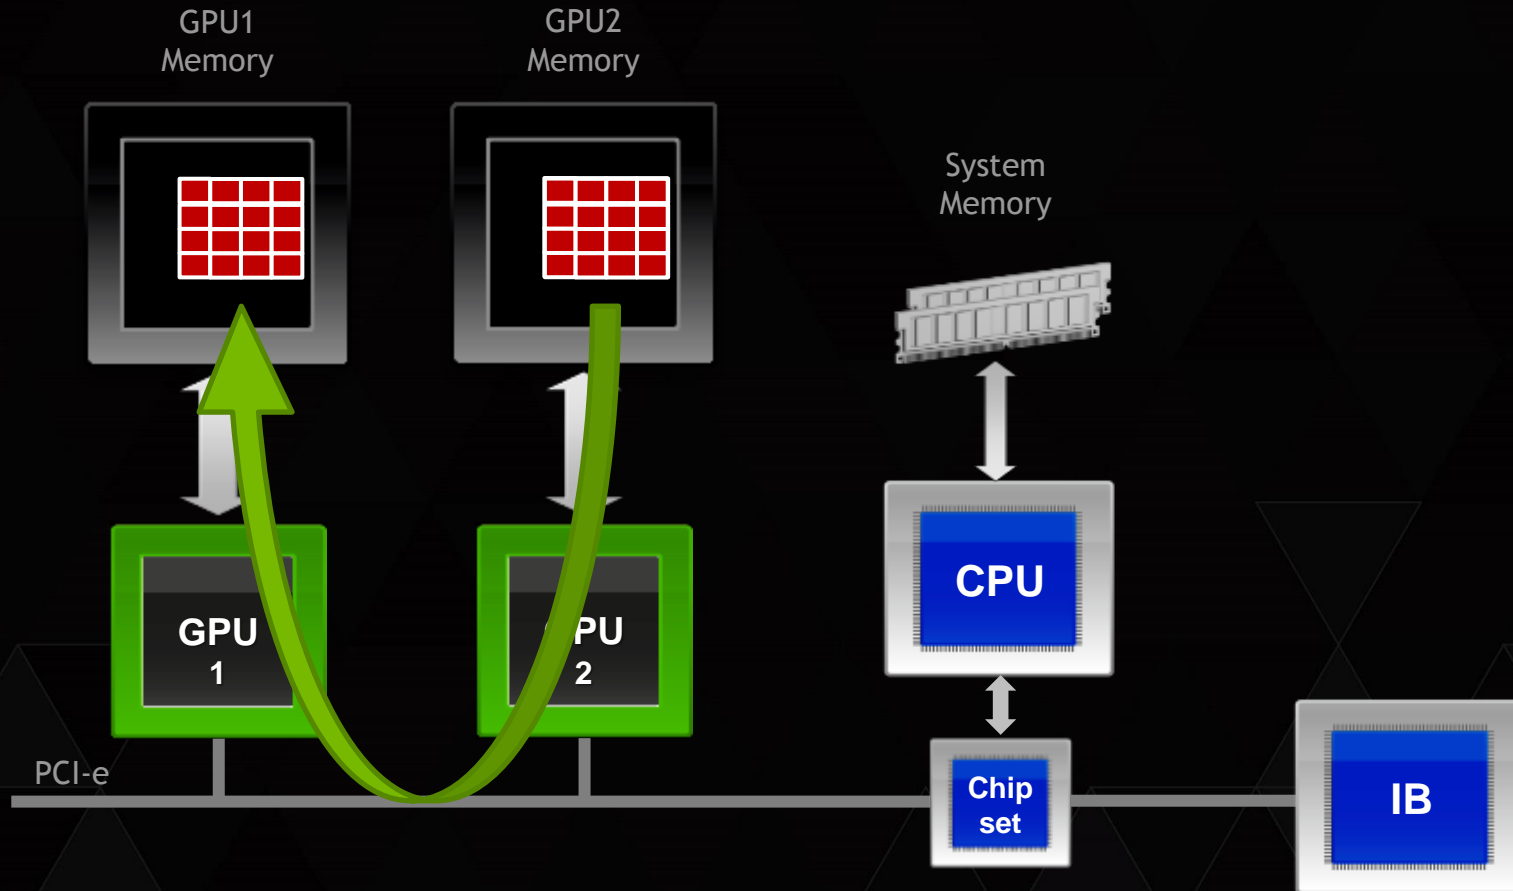 GPU1
Memory
GPU2
Memory
System
Memory
CPU
GPU
1
PU
2
PCI-e
Chip
set
IB